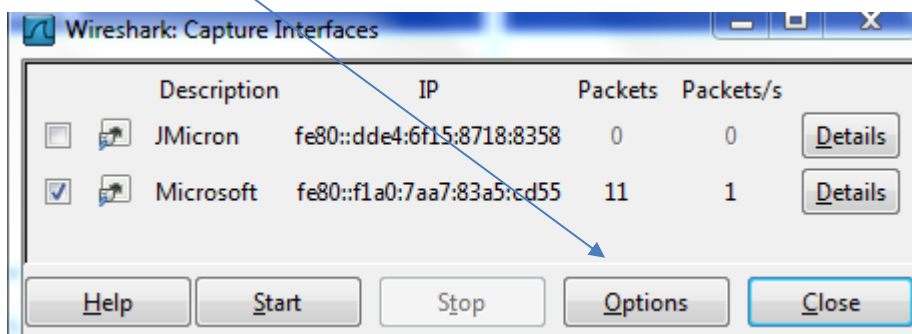 Wireshark: Capture Interfaces
Description IP Packets Packets/s
JMicron fe80::dde4:6f15:8718:8358 0 0 Details
Microsoft fe80::f1a0:7aa7:83a5:cd55 11 1 Details
Help Start Stop Options Close